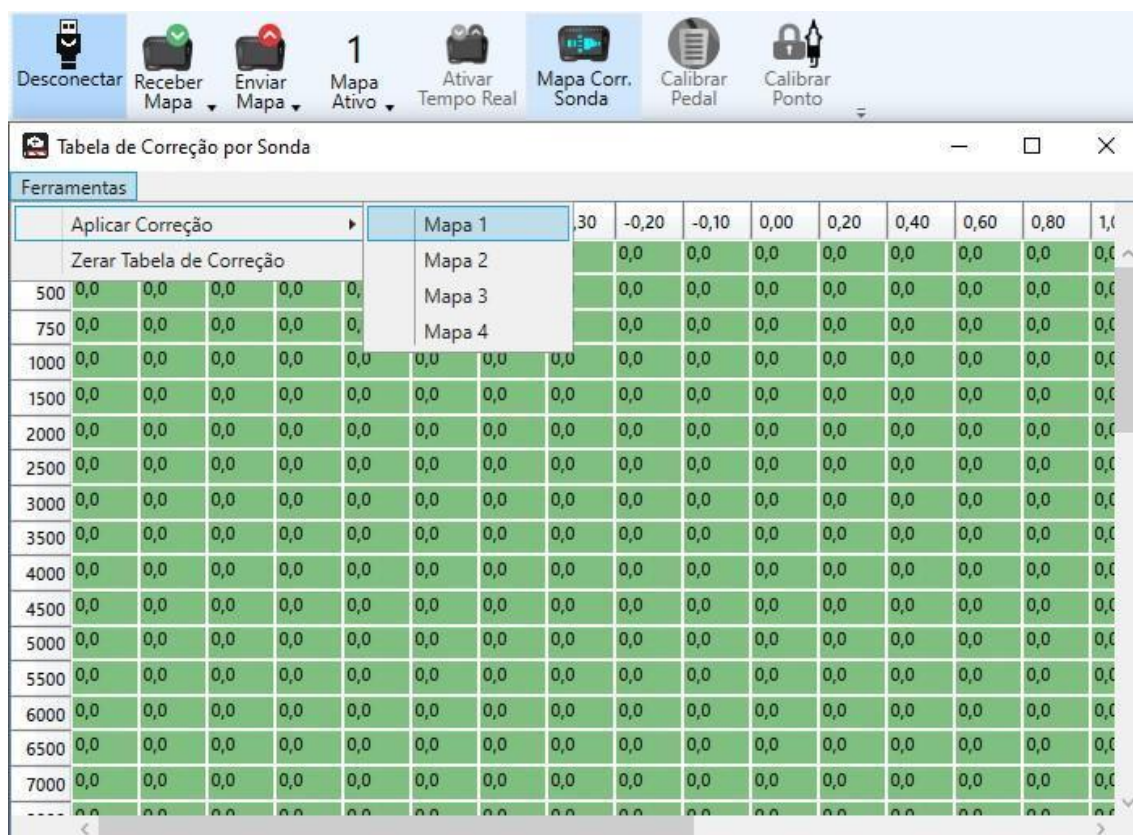 Desconectar
Receber Mapa
Enviar Mapa
1
Mapa Ativo
Ativar Tempo Real
Mapa Corr. Sonda
Calibrar Pedal
Calibrar Ponto
Tabela de Correção por Sonda
Ferramentas
Aplicar Correção
Zerar Tabela de Correção
Mapa 1
Mapa 2
Mapa 3
Mapa 4
,30 -0,20 -0,10 0,00 0,20 0,40 0,60 0,80 1,0
0,0 0,0 0,0 0,0 0,0 0,0 0,0 0,0
500 0,0 0,0 0,0 0,0 0, 0,0 0,0 0,0 0,0 0,0 0,0 0,0 0,0
750 0,0 0,0 0,0 0,0 0, 0,0 0,0 0,0 0,0 0,0 0,0 0,0 0,0
1000 0,0 0,0 0,0 0,0 0,0 0,0 0,0 0,0 0,0 0,0 0,0 0,0 0,0 0,0 0,0 0,0
1500 0,0 0,0 0,0 0,0 0,0 0,0 0,0 0,0 0,0 0,0 0,0 0,0 0,0 0,0 0,0 0,0
2000 0,0 0,0 0,0 0,0 0,0 0,0 0,0 0,0 0,0 0,0 0,0 0,0 0,0 0,0 0,0 0,0
2500 0,0 0,0 0,0 0,0 0,0 0,0 0,0 0,0 0,0 0,0 0,0 0,0 0,0 0,0 0,0 0,0
3000 0,0 0,0 0,0 0,0 0,0 0,0 0,0 0,0 0,0 0,0 0,0 0,0 0,0 0,0 0,0 0,0
3500 0,0 0,0 0,0 0,0 0,0 0,0 0,0 0,0 0,0 0,0 0,0 0,0 0,0 0,0 0,0 0,0
4000 0,0 0,0 0,0 0,0 0,0 0,0 0,0 0,0 0,0 0,0 0,0 0,0 0,0 0,0 0,0 0,0
4500 0,0 0,0 0,0 0,0 0,0 0,0 0,0 0,0 0,0 0,0 0,0 0,0 0,0 0,0 0,0 0,0
5000 0,0 0,0 0,0 0,0 0,0 0,0 0,0 0,0 0,0 0,0 0,0 0,0 0,0 0,0 0,0 0,0
5500 0,0 0,0 0,0 0,0 0,0 0,0 0,0 0,0 0,0 0,0 0,0 0,0 0,0 0,0 0,0 0,0
6000 0,0 0,0 0,0 0,0 0,0 0,0 0,0 0,0 0,0 0,0 0,0 0,0 0,0 0,0 0,0 0,0
6500 0,0 0,0 0,0 0,0 0,0 0,0 0,0 0,0 0,0 0,0 0,0 0,0 0,0 0,0 0,0 0,0
7000 0,0 0,0 0,0 0,0 0,0 0,0 0,0 0,0 0,0 0,0 0,0 0,0 0,0 0,0 0,0 0,0